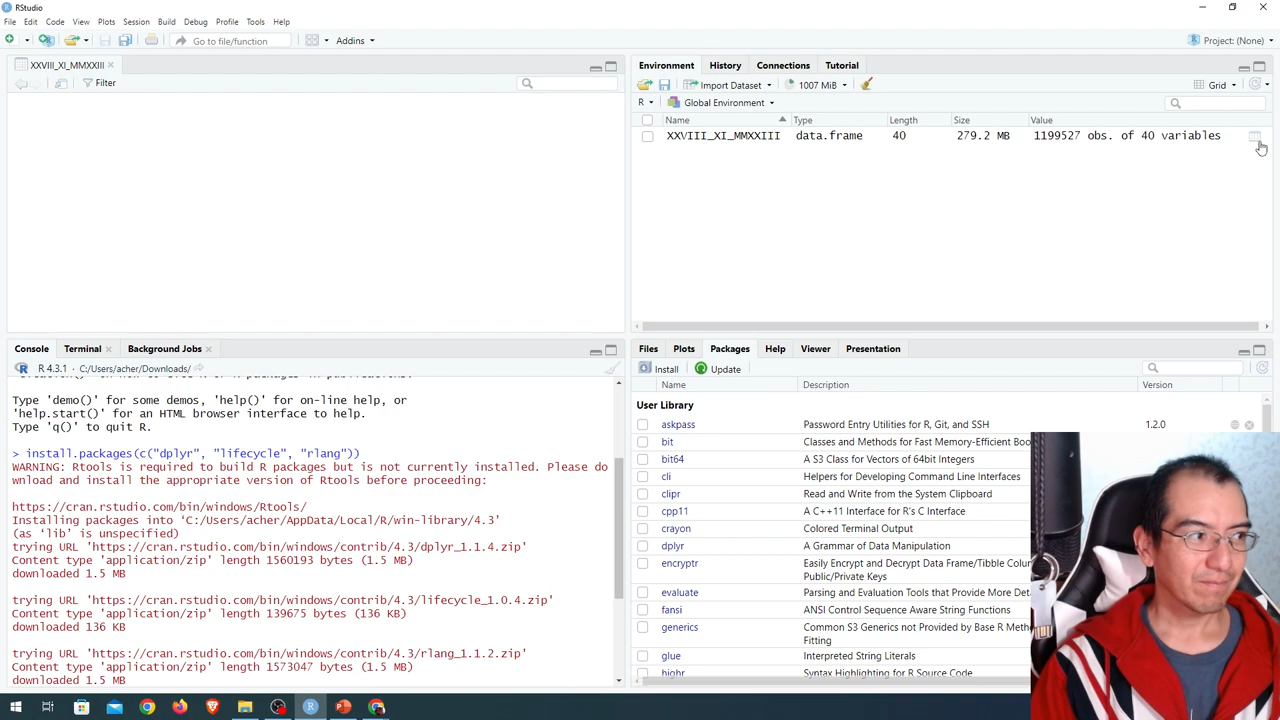 RStudio
File Edit Code View Plots Session Build Debug Profile Tools Help
Go to file/function Addins Project: (None)
XXVIII_XI_MMXXIII
Filter
Environment History Connections Tutorial
Import Dataset 1007 MiB Grid
R Global Environment
Name Type Length Size Value
XXVIII_XI_MMXXIII data.frame 40 279.2 MB 1199527 obs. of 40 variables
Console Terminal Background Jobs
R 4.3.1 · C:/Users/acher/Downloads/
Type 'demo()' for some demos, 'help()' for on-line help, or
'help.start()' for an HTML browser interface to help.
Type 'q()' to quit R.
> install.packages(c("dplyr", "lifecycle", "rlang"))
WARNING: Rtools is required to build R packages but is not currently installed. Please do
wnload and install the appropriate version of Rtools before proceeding:
https://cran.rstudio.com/bin/windows/Rtools/
Installing packages into ‘C:/Users/acher/AppData/Local/R/win-library/4.3’
(as ‘lib’ is unspecified)
trying URL 'https://cran.rstudio.com/bin/windows/contrib/4.3/dplyr_1.1.4.zip'
Content type 'application/zip' length 1560193 bytes (1.5 MB)
downloaded 1.5 MB
trying URL 'https://cran.rstudio.com/bin/windows/contrib/4.3/lifecycle_1.0.4.zip'
Content type 'application/zip' length 139675 bytes (136 KB)
downloaded 136 KB
trying URL 'https://cran.rstudio.com/bin/windows/contrib/4.3/rlang_1.1.2.zip'
Content type 'application/zip' length 1573047 bytes (1.5 MB)
downloaded 1.5 MB
Files Plots Packages Help Viewer Presentation
Install Update
Name Description Version
User Library
askpass Password Entry Utilities for R, Git, and SSH 1.2.0
bit Classes and Methods for Fast Memory-Efficient Boo
bit64 A S3 Class for Vectors of 64bit Integers
cli Helpers for Developing Command Line Interfaces
clipr Read and Write from the System Clipboard
cpp11 A C++11 Interface for R's C Interface
crayon Colored Terminal Output
dplyr A Grammar of Data Manipulation
encryptr Easily Encrypt and Decrypt Data Frame/Tibble Colum
Public/Private Keys
evaluate Parsing and Evaluation Tools that Provide More Det
fansi ANSI Control Sequence Aware String Functions
generics Common S3 Generics not Provided by Base R Meth
Fitting
glue Interpreted String Literals
highr Syntax Highlighting for R Source Code